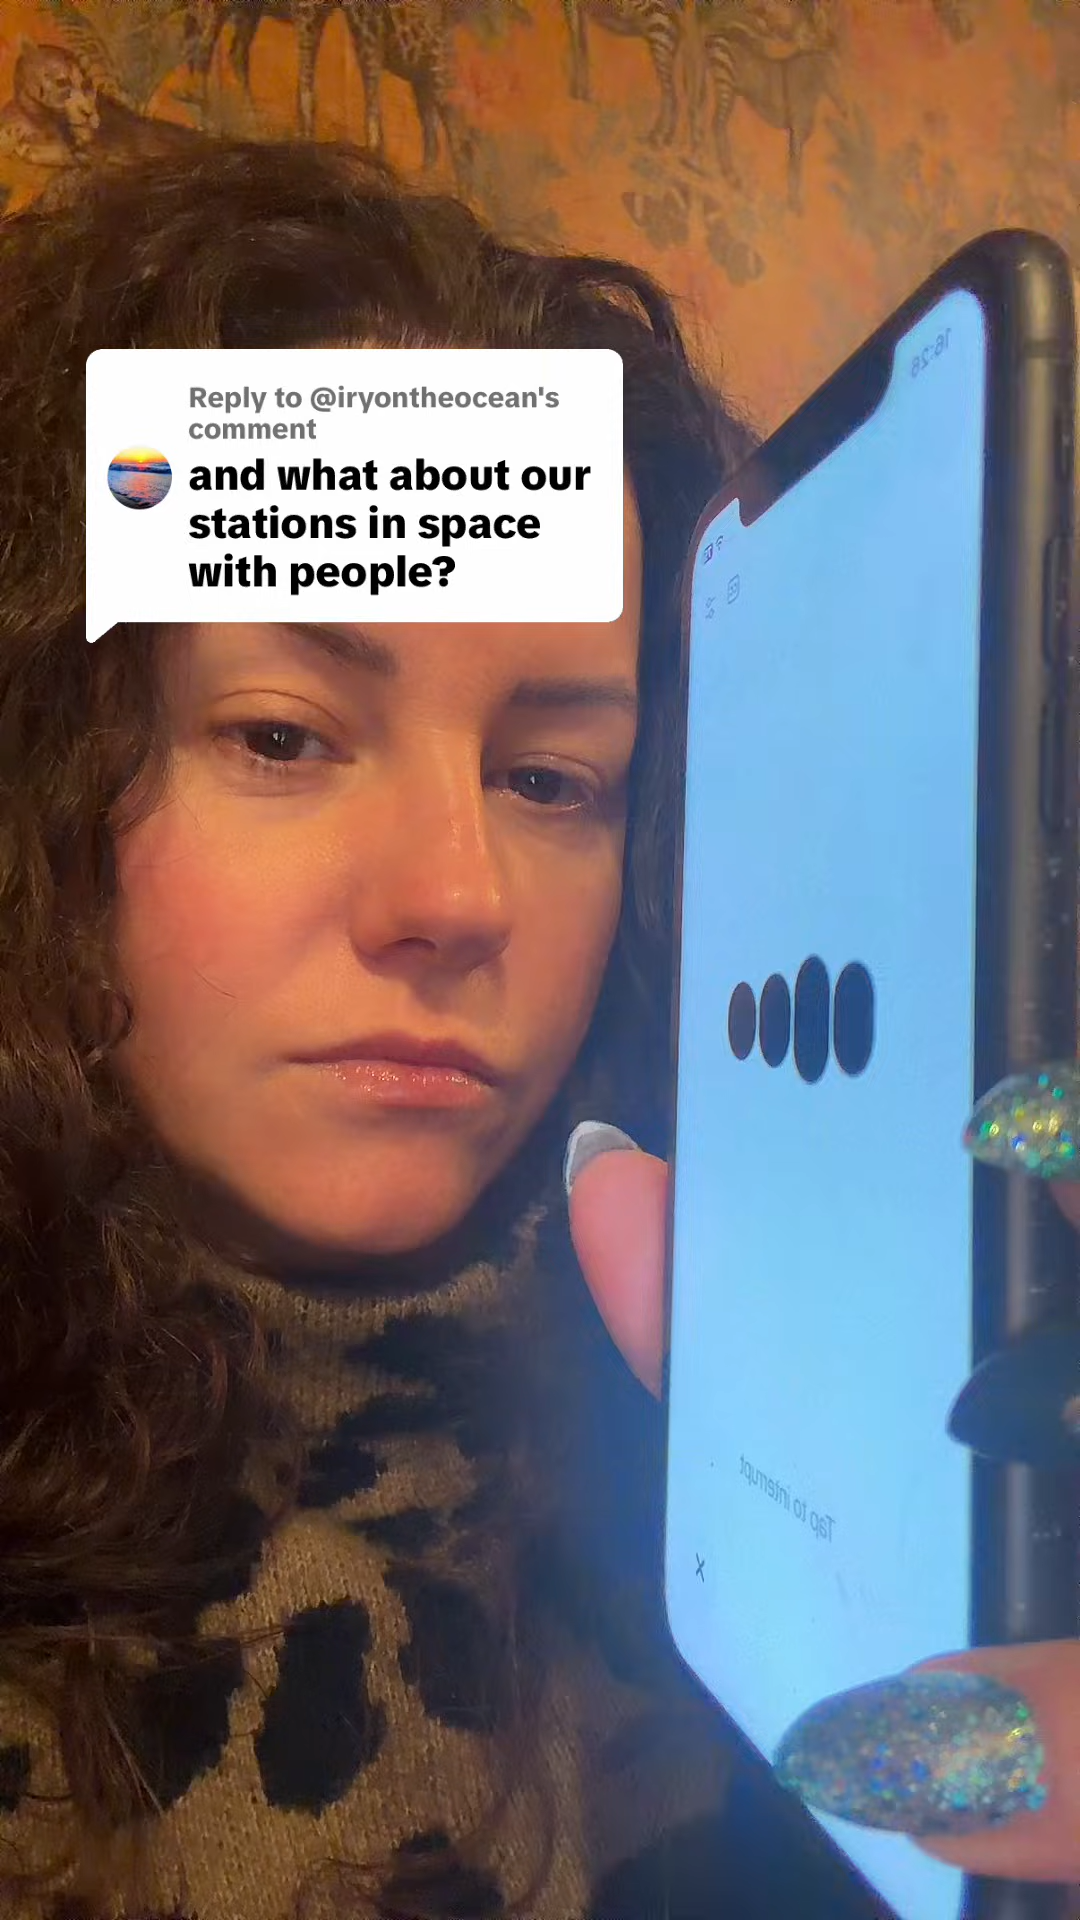 Reply to @iryontheocean's
comment
and what about our
stations in space
with people?
16:28
Tap to interrupt
X